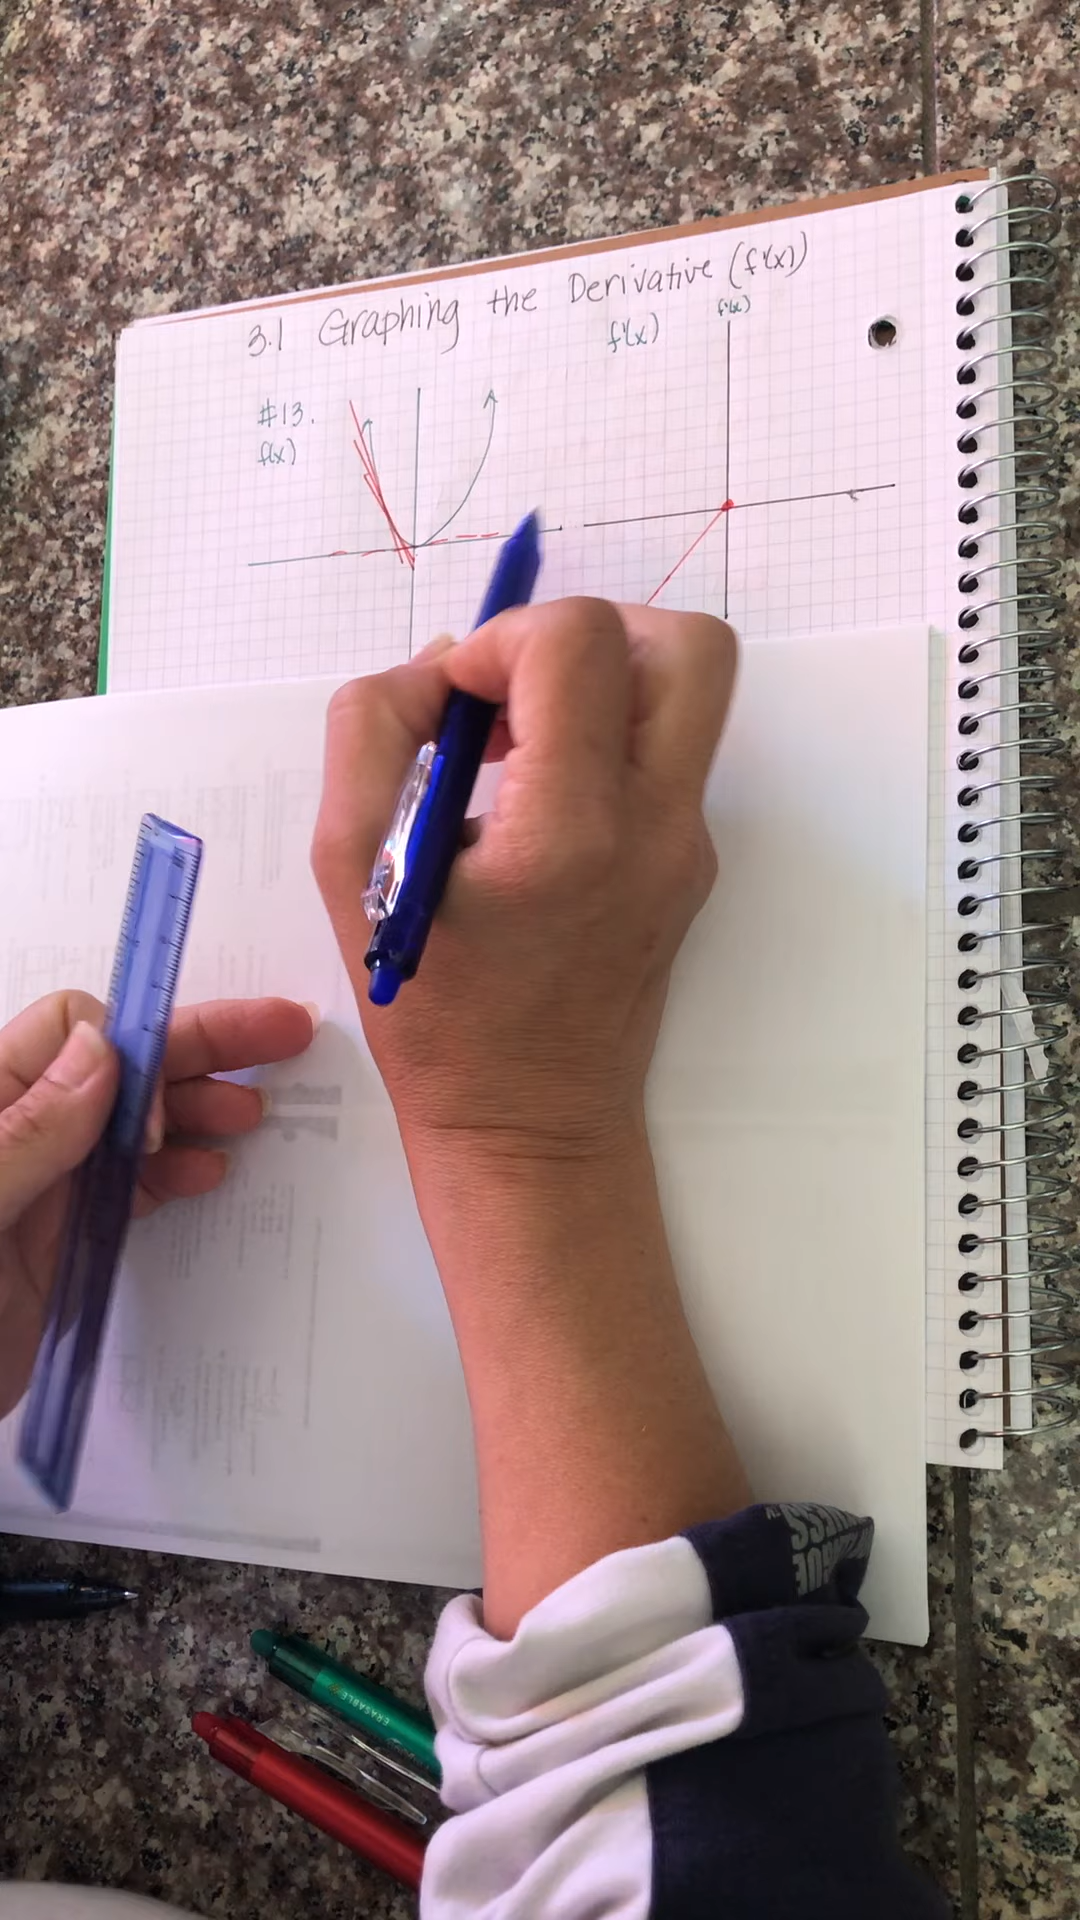 3.1 Graphing the Derivative (f'(x))
f'(x)
f'(x)
#13.
f(x)
ERASABLE